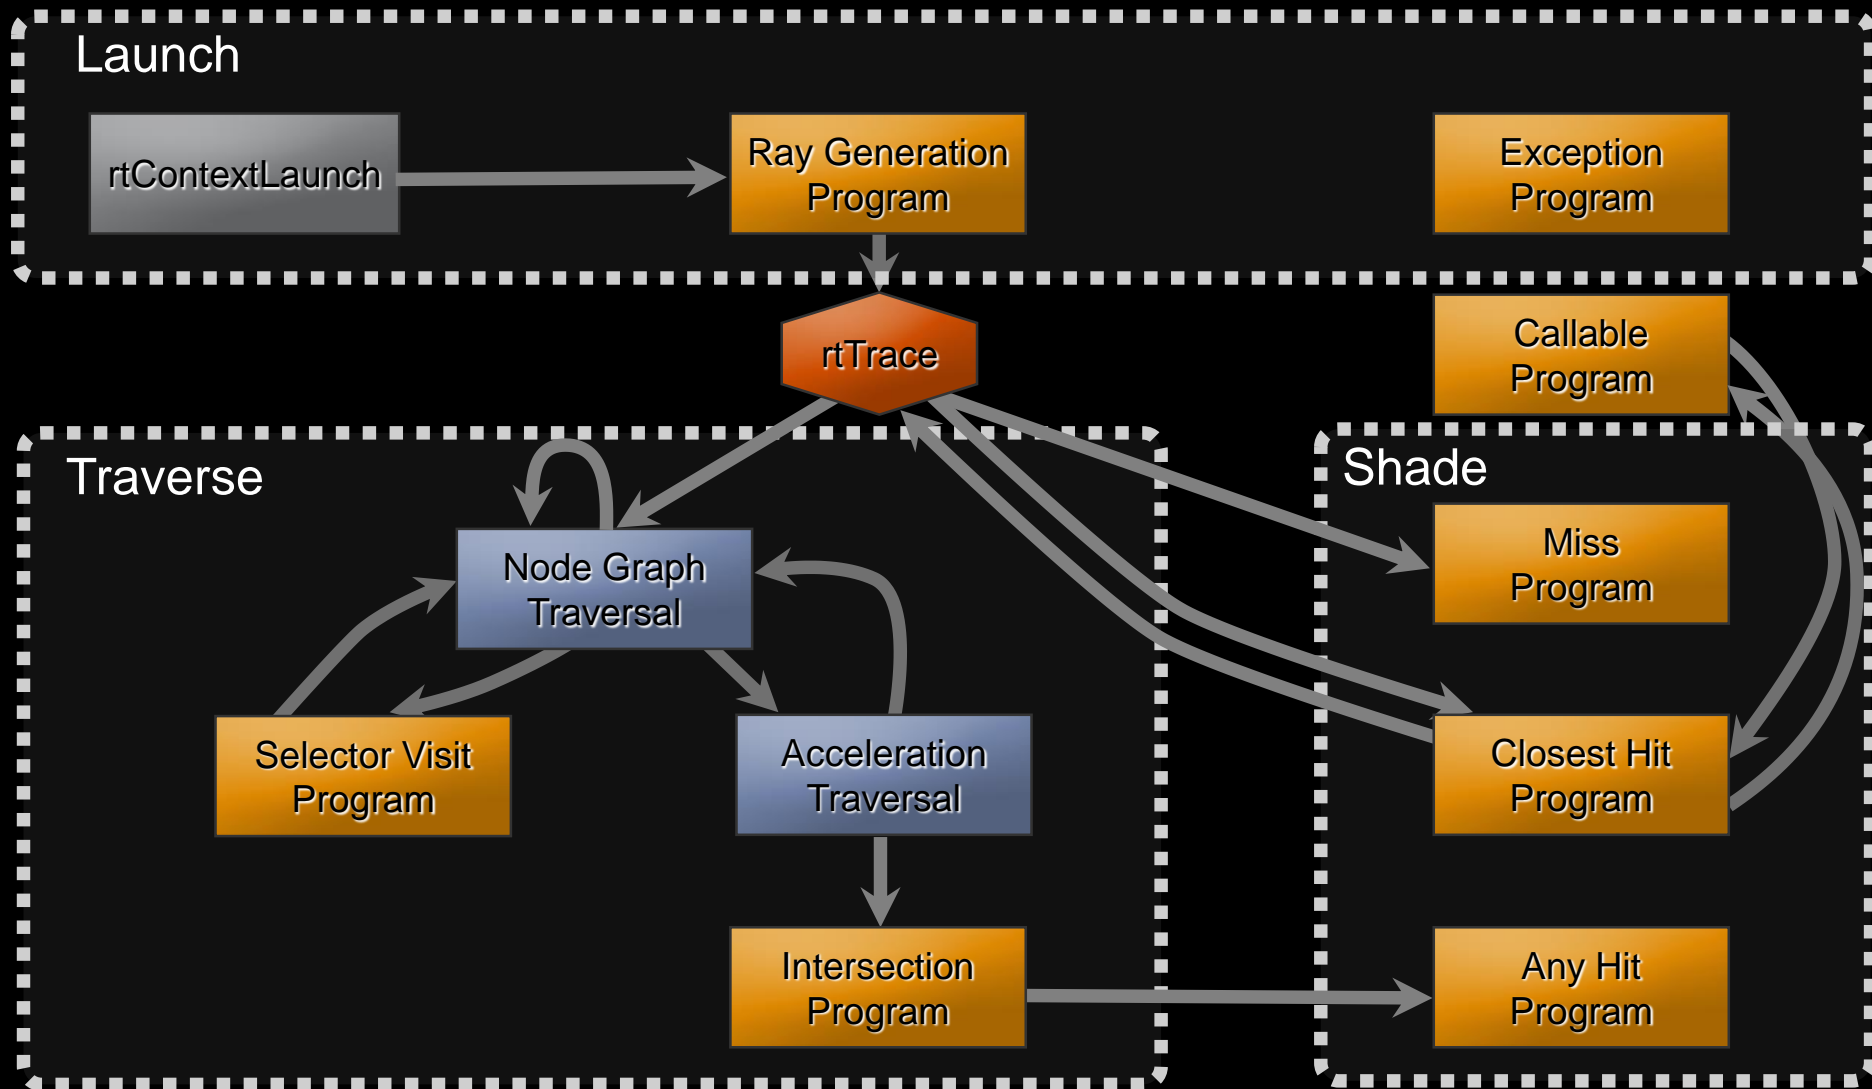 Launch
rtContextLaunch
Ray Generation
Program
Exception
Program
rtTrace
Callable
Program
Traverse
Shade
Node Graph
Traversal
Miss
Program
Selector Visit
Program
Acceleration
Traversal
Closest Hit
Program
Intersection
Program
Any Hit
Program